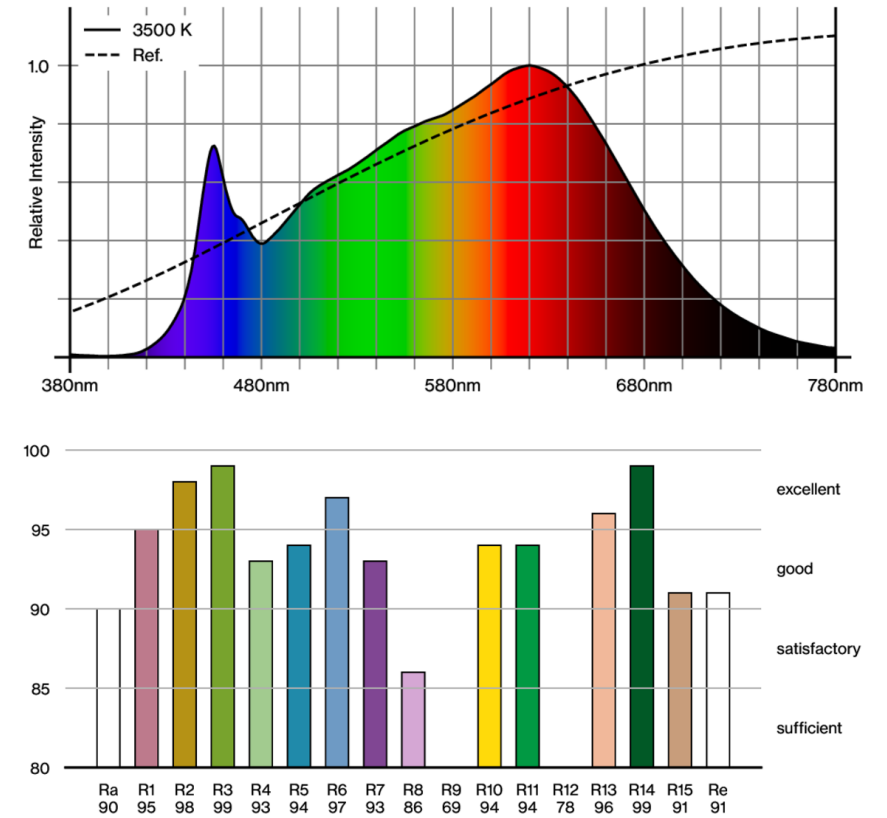 3500 K
Ref.
1.0
Relative Intensity
380nm 480nm 580nm 680nm 780nm
100
excellent
95
good
90
satisfactory
85
sufficient
80
Ra R1 R2 R3 R4 R5 R6 R7 R8 R9 R10 R11 R12 R13 R14 R15 Re
90 95 98 99 93 94 97 93 86 69 94 94 78 96 99 91 91